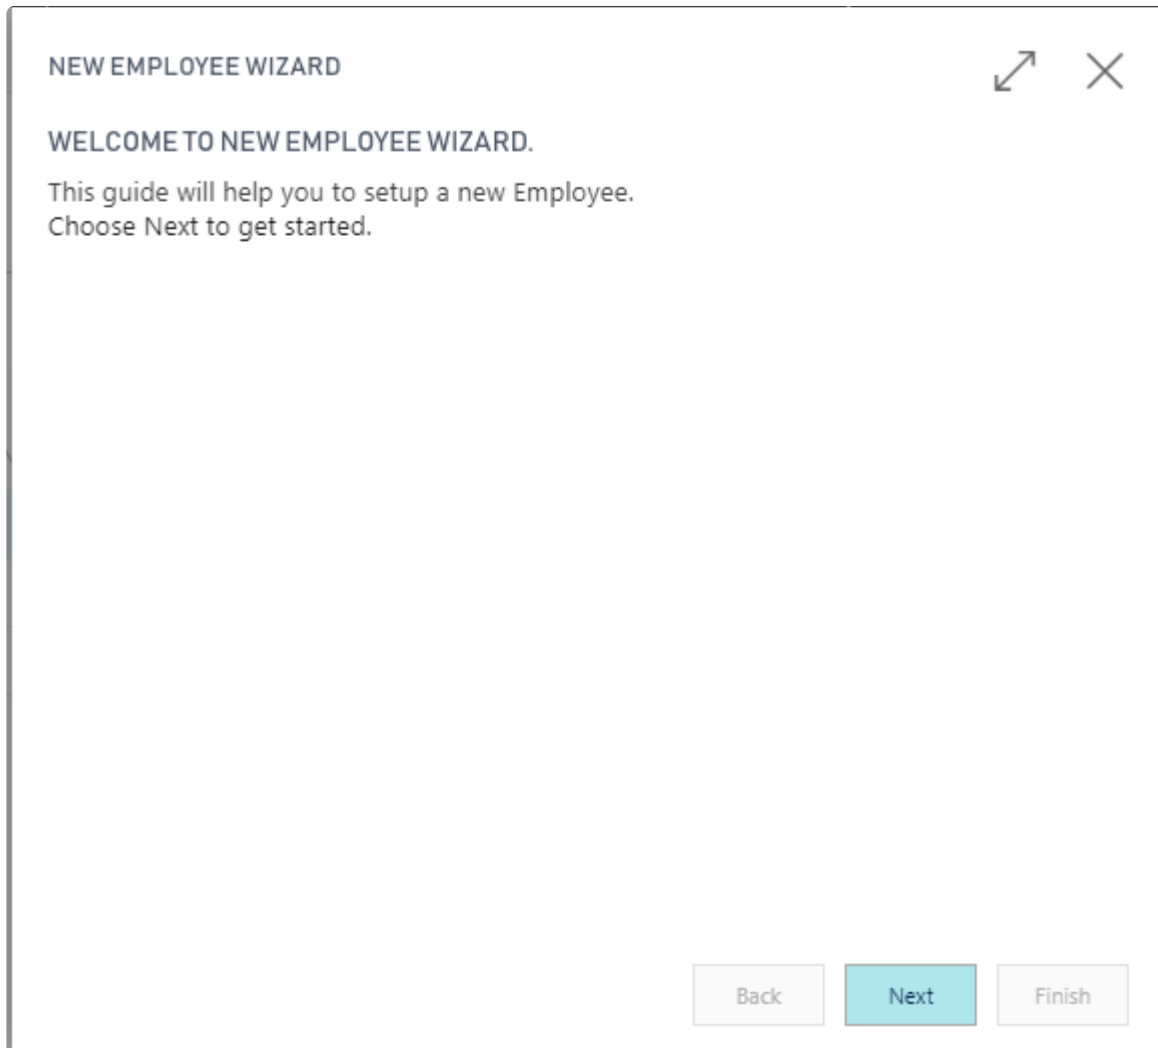 NEW EMPLOYEE WIZARD
WELCOME TO NEW EMPLOYEE WIZARD.
This guide will help you to setup a new Employee.
Choose Next to get started.
Back
Next
Finish